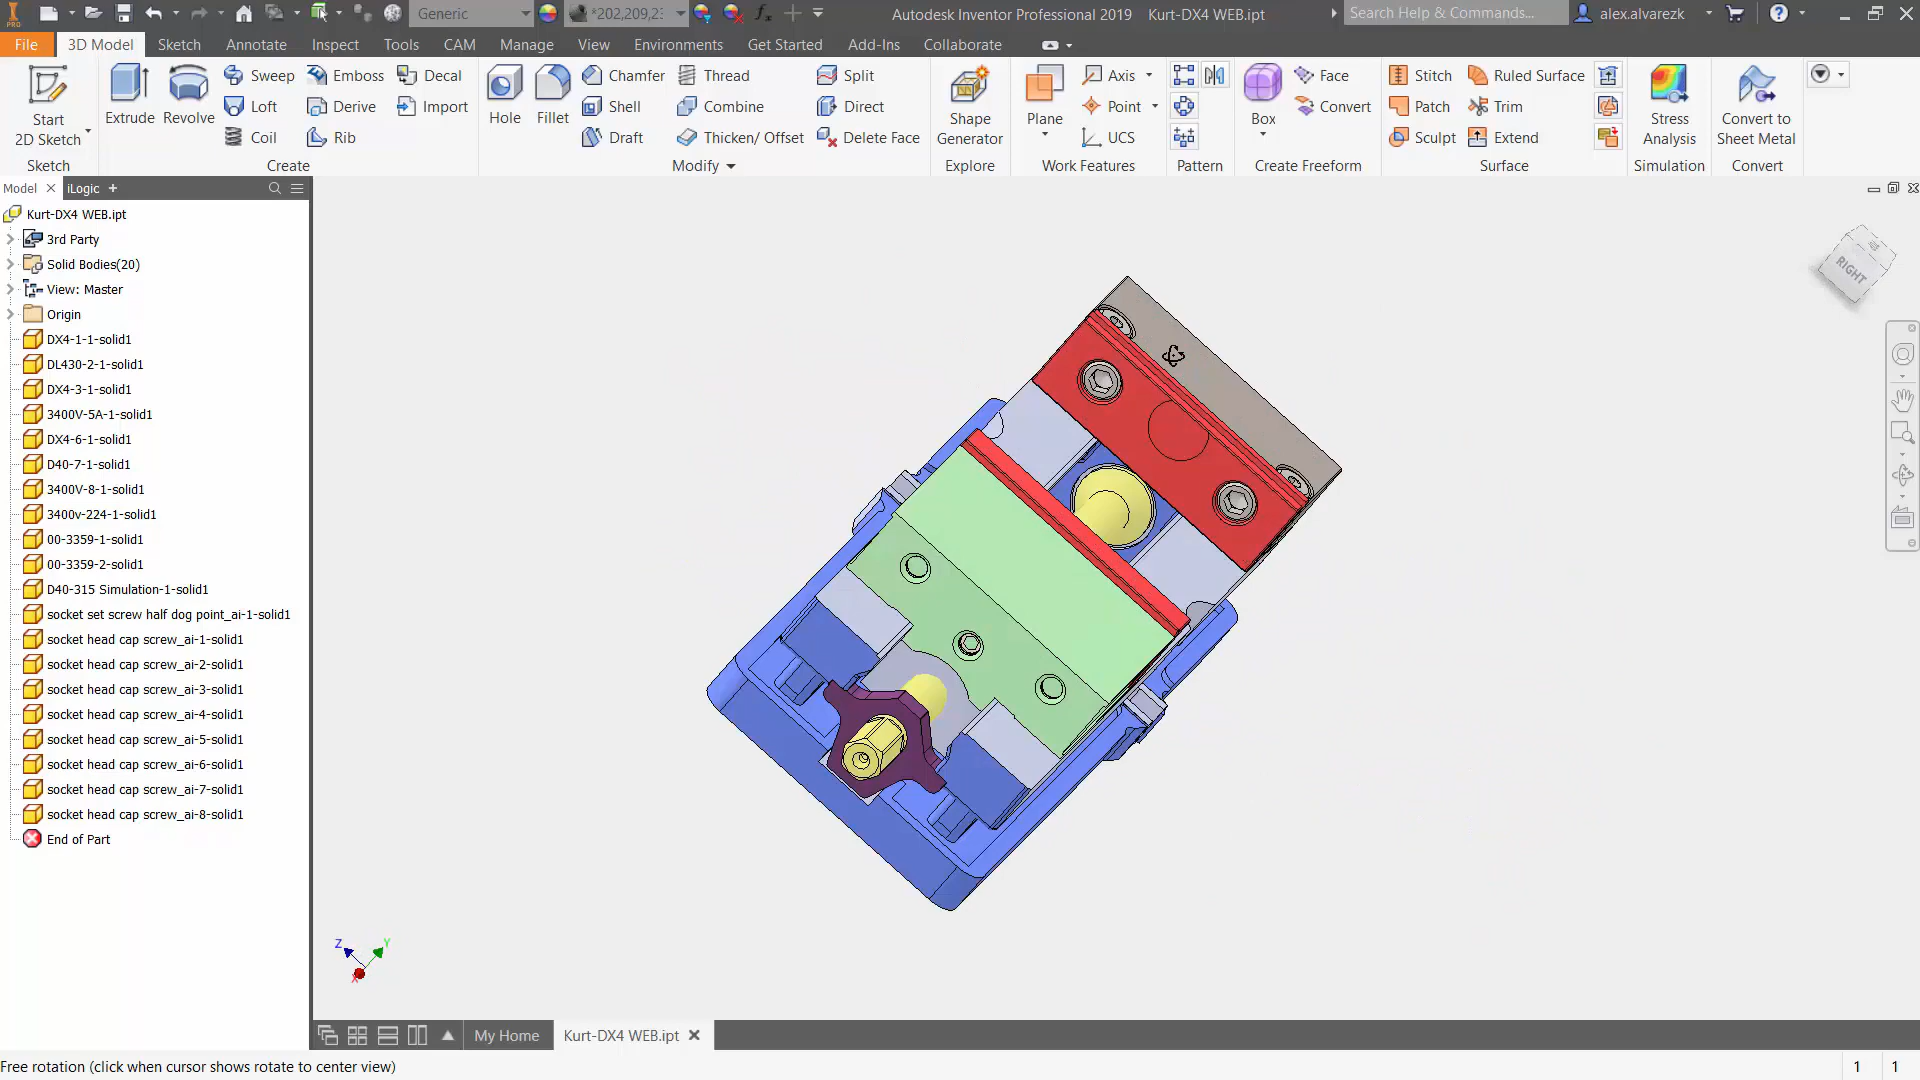 PRO
Generic
*202,209,23
Autodesk Inventor Professional 2019 Kurt-DX4 WEB.ipt
Search Help & Commands...
alex.alvarezk
File
3D Model
Sketch
Annotate
Inspect
Tools
CAM
Manage
View
Environments
Get Started
Add-Ins
Collaborate
Start
2D Sketch
Sketch
Extrude
Revolve
Sweep
Loft
Coil
Emboss
Derive
Rib
Decal
Import
Create
Hole
Fillet
Chamfer
Shell
Draft
Thread
Combine
Thicken/ Offset
Split
Direct
Delete Face
Modify
Shape
Generator
Explore
Plane
Axis
Point
UCS
Work Features
Pattern
Box
Face
Convert
Create Freeform
Stitch
Patch
Sculpt
Ruled Surface
Trim
Extend
Surface
Stress
Analysis
Simulation
Convert to
Sheet Metal
Convert
Model
iLogic
Kurt-DX4 WEB.ipt
3rd Party
Solid Bodies(20)
View: Master
Origin
DX4-1-1-solid1
DL430-2-1-solid1
DX4-3-1-solid1
3400V-5A-1-solid1
DX4-6-1-solid1
D40-7-1-solid1
3400V-8-1-solid1
3400v-224-1-solid1
00-3359-1-solid1
00-3359-2-solid1
D40-315 Simulation-1-solid1
socket set screw half dog point_ai-1-solid1
socket head cap screw_ai-1-solid1
socket head cap screw_ai-2-solid1
socket head cap screw_ai-3-solid1
socket head cap screw_ai-4-solid1
socket head cap screw_ai-5-solid1
socket head cap screw_ai-6-solid1
socket head cap screw_ai-7-solid1
socket head cap screw_ai-8-solid1
End of Part
RIGHT
Z
Y
X
My Home
Kurt-DX4 WEB.ipt
Free rotation (click when cursor shows rotate to center view)
1
1